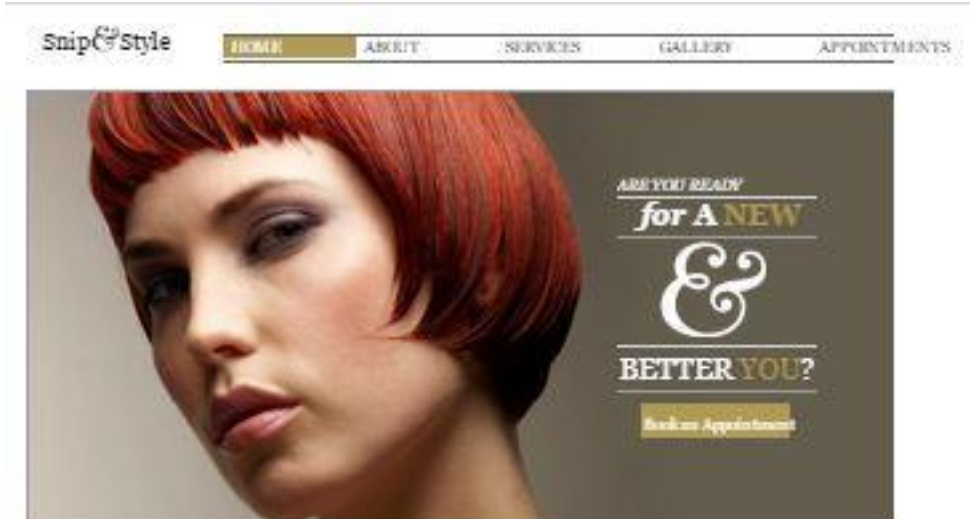 Snip&Style
HOME ABOUT SERVICES GALLERY APPOINTMENTS
ARE YOU READY
for A NEW
&
BETTER YOU?
Book an Appointment